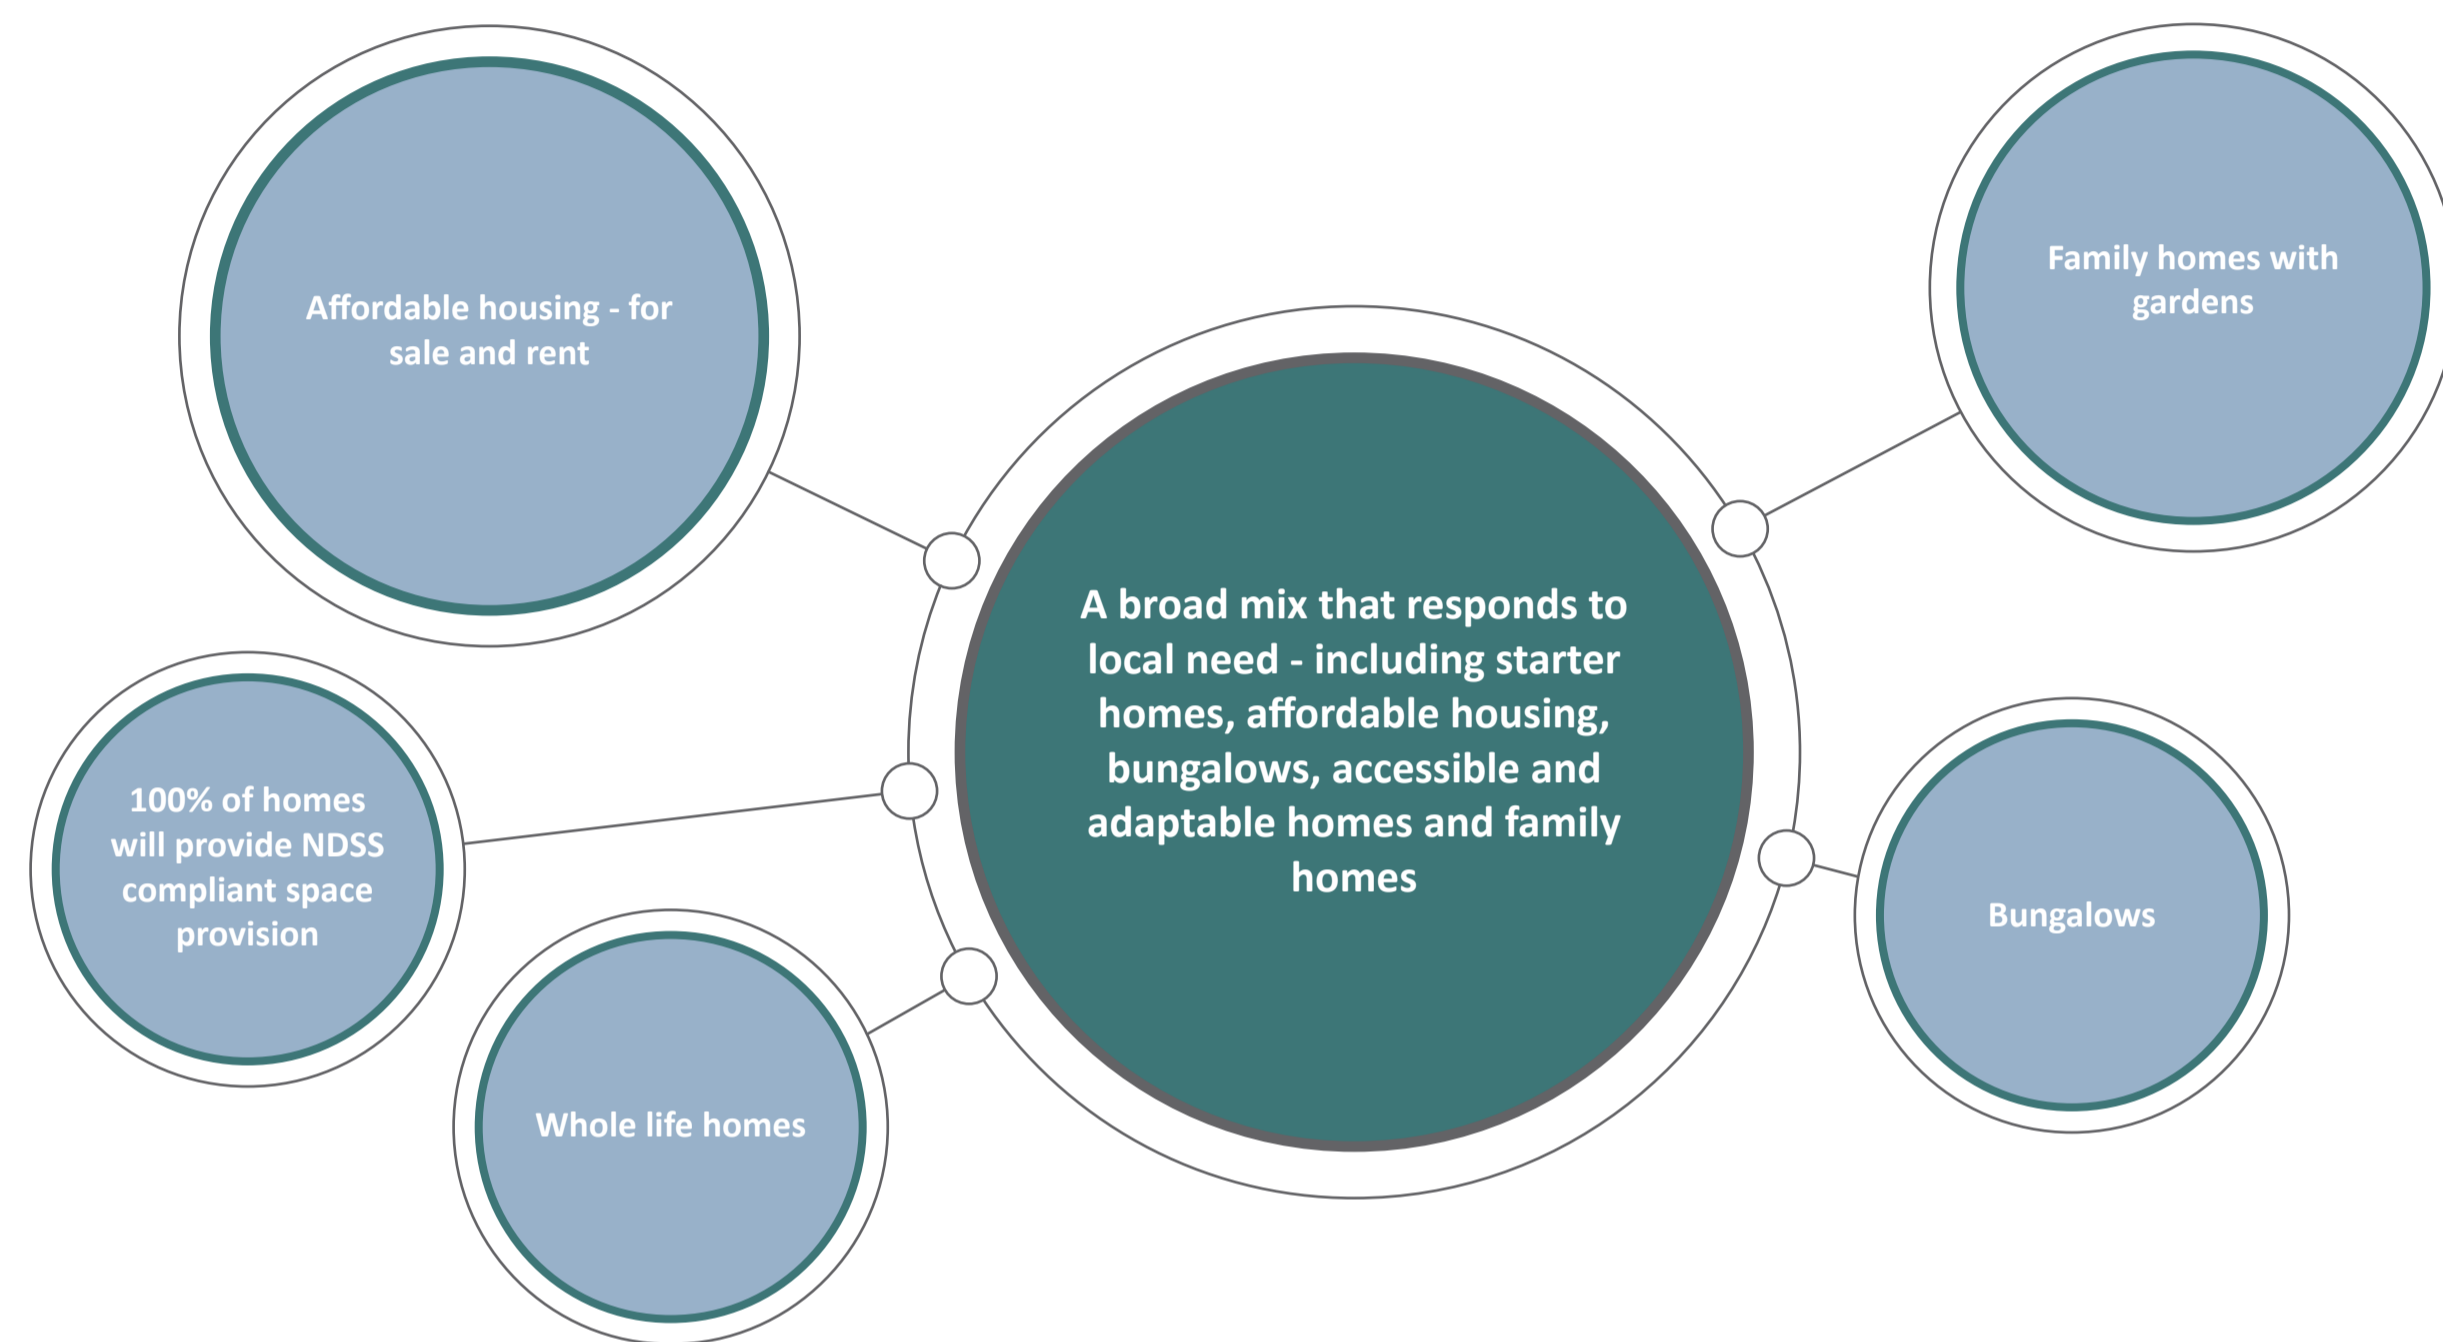 Affordable housing - for
sale and rent
Family homes with
gardens
A broad mix that responds to
local need - including starter
homes, affordable housing,
bungalows, accessible and
adaptable homes and family
homes
100% of homes
will provide NDSS
compliant space
provision
Bungalows
Whole life homes